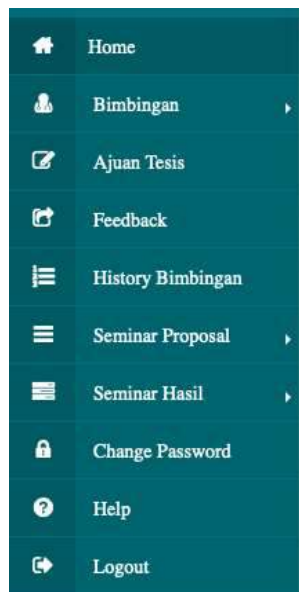 Home
Bimbingan
Ajuan Tesis
Feedback
History Bimbingan
Seminar Proposal
Seminar Hasil
Change Password
Help
Logout